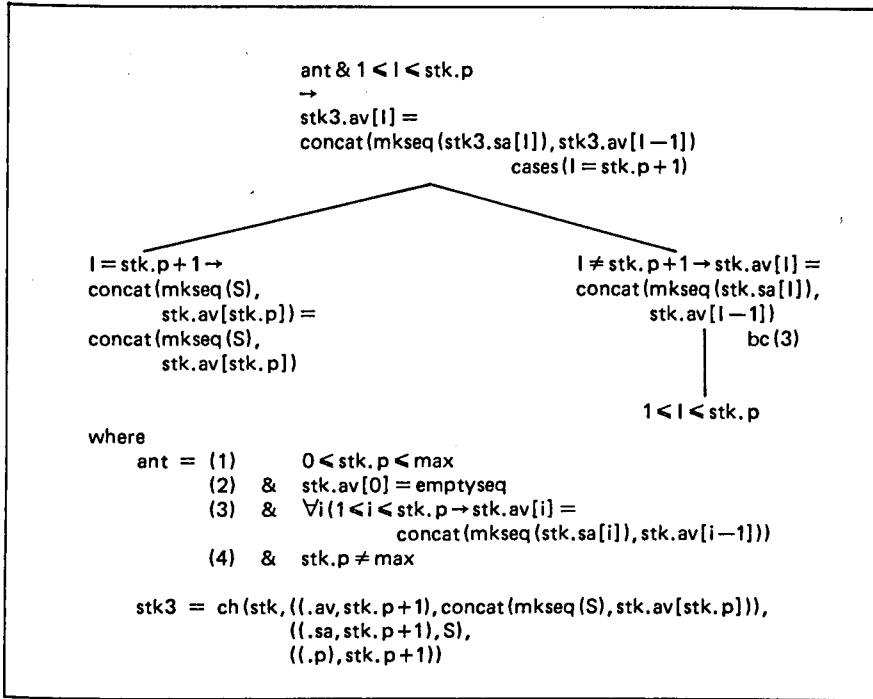 ant & 1 ≤ I ≤ stk.p
→
stk3.av[I] =
concat(mkseq(stk3.sa[I]),stk3.av[I−1])
cases(I = stk.p+1)
I = stk.p+1 →
concat(mkseq(S),
stk.av[stk.p]) =
concat(mkseq(S),
stk.av[stk.p])
I ≠ stk.p+1 → stk.av[I] =
concat(mkseq(stk.sa[I]),
stk.av[I−1])
bc(3)
1 ≤ I ≤ stk.p
where
ant = (1) 0 ≤ stk.p ≤ max
(2) & stk.av[0] = emptyseq
(3) & ∀i(1≤i≤stk.p→stk.av[i] =
concat(mkseq(stk.sa[i]),stk.av[i−1]))
(4) & stk.p ≠ max
stk3 = ch(stk,((.av,stk.p+1),concat(mkseq(S),stk.av[stk.p])),
((.sa,stk.p+1),S),
((.p),stk.p+1))